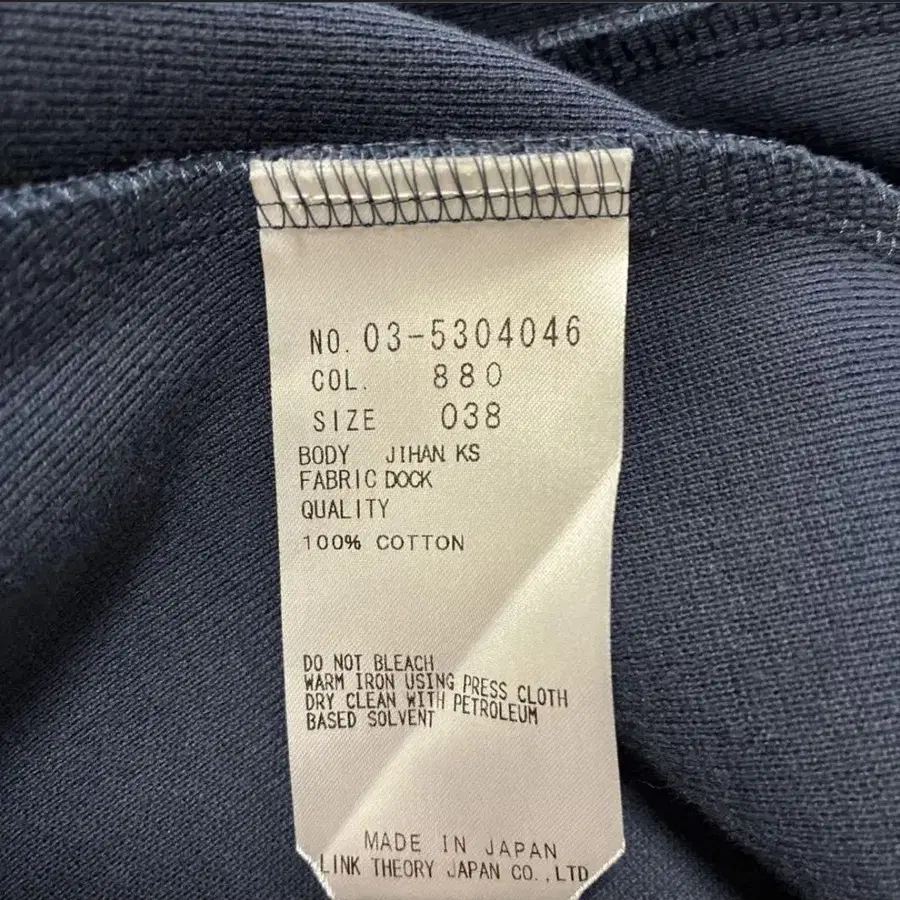 NO. 03-5304046
COL. 880
SIZE 038
BODY JIHAN KS
FABRIC DOCK
QUALITY
100% COTTON
DO NOT BLEACH
WARM IRON USING PRESS CLOTH
DRY CLEAN WITH PETROLEUM
BASED SOLVENT
MADE IN JAPAN
LINK THEORY JAPAN CO.,LTD